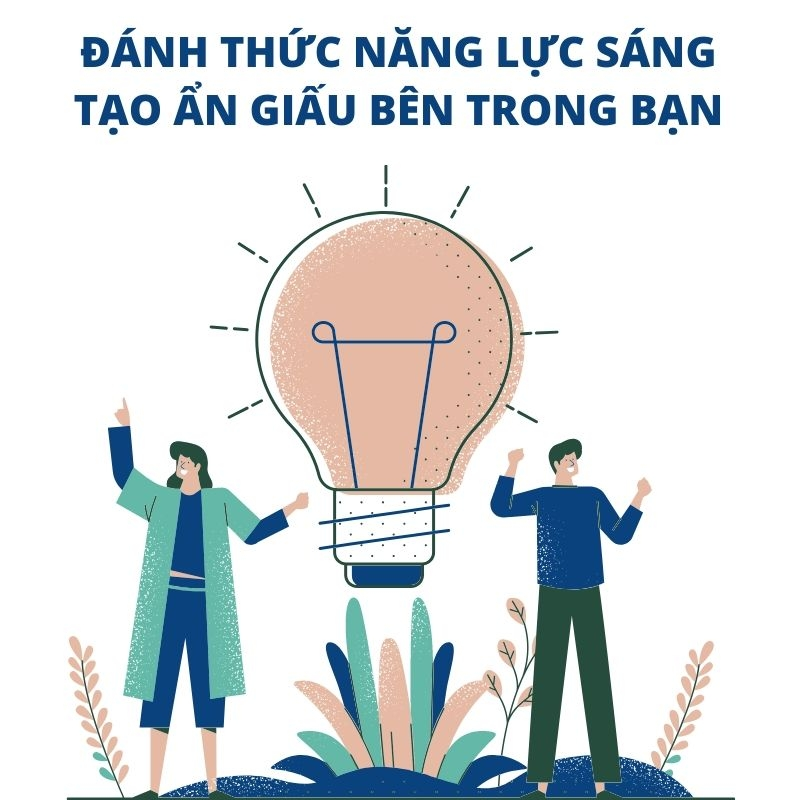 ĐÁNH THỨC NĂNG LỰC SÁNG
TẠO ẨN GIẤU BÊN TRONG BẠN